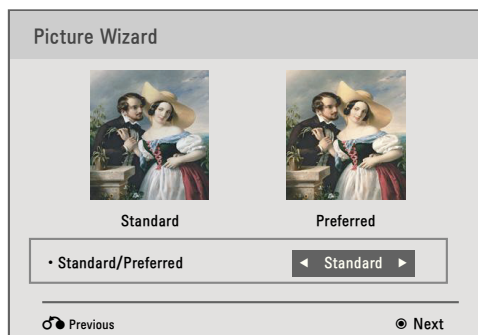 Picture Wizard
Standard Preferred
• Standard/Preferred ◄ Standard ►
Previous ◉ Next